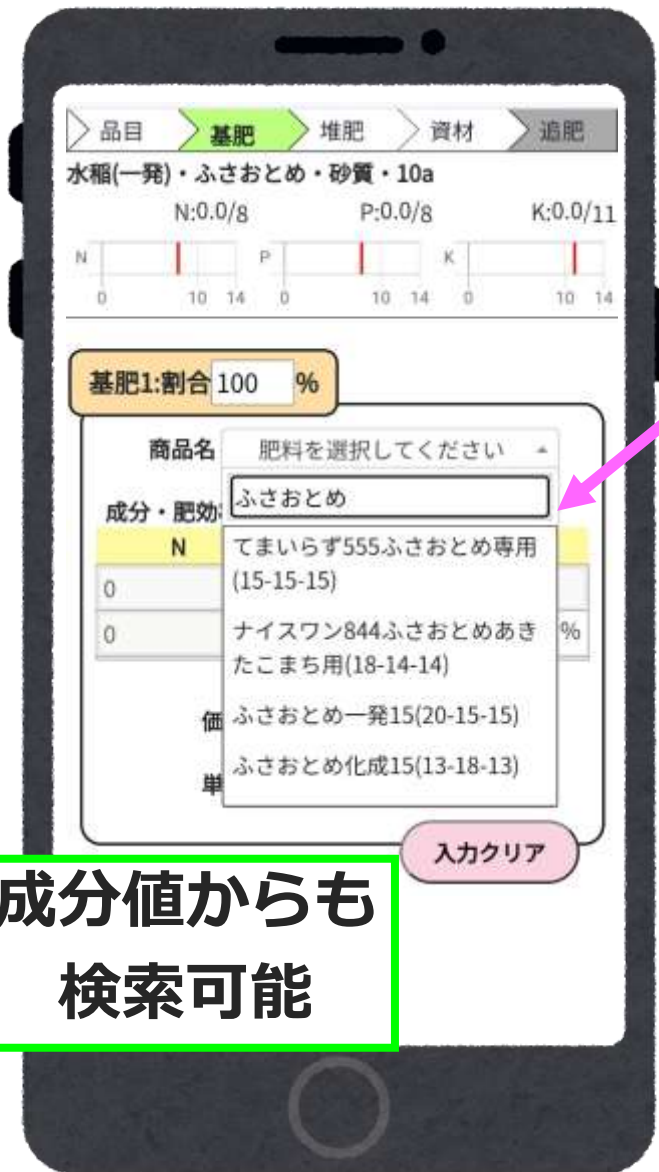 品目 基肥 堆肥 資材 追肥
水稲(一発)・ふさおとめ・砂質・10a
N:0.0/8 P:0.0/8 K:0.0/11
N P K
0 10 14 0 10 14 0 10 14
基肥1:割合 100 %
商品名 肥料を選択してください
ふさおとめ
成分・肥効
N
てまいらず555ふさおとめ専用
(15-15-15)
0
ナイスワン844ふさおとめあき
たこまち用(18-14-14)
0 %
ふさおとめ一発15(20-15-15)
価
ふさおとめ化成15(13-18-13)
単
入力クリア
成分値からも
検索可能